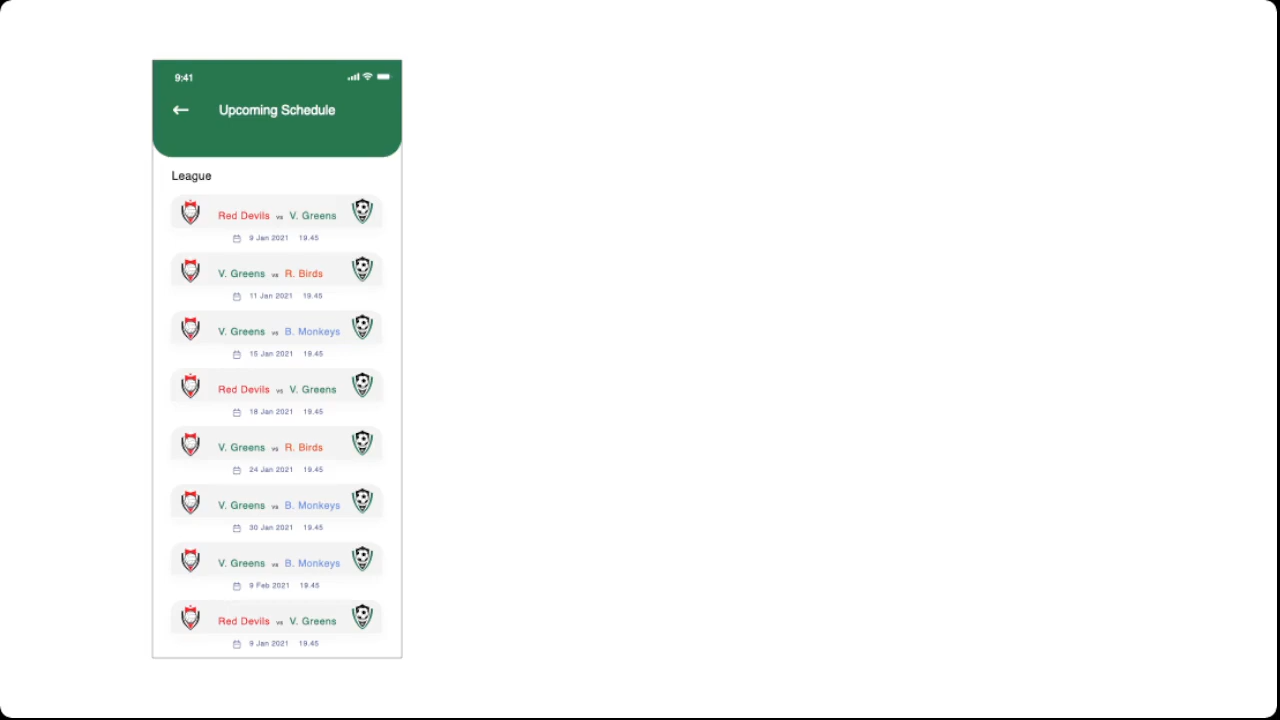 9:41
Upcoming Schedule
League
Red Devils vs V. Greens
9 Jan 2021 19.45
V. Greens vs R. Birds
11 Jan 2021 19.45
V. Greens vs B. Monkeys
15 Jan 2021 19.45
Red Devils vs V. Greens
18 Jan 2021 19.45
V. Greens vs R. Birds
24 Jan 2021 19.45
V. Greens vs B. Monkeys
30 Jan 2021 19.45
V. Greens vs B. Monkeys
9 Feb 2021 19.45
Red Devils vs V. Greens
9 Jan 2021 19.45